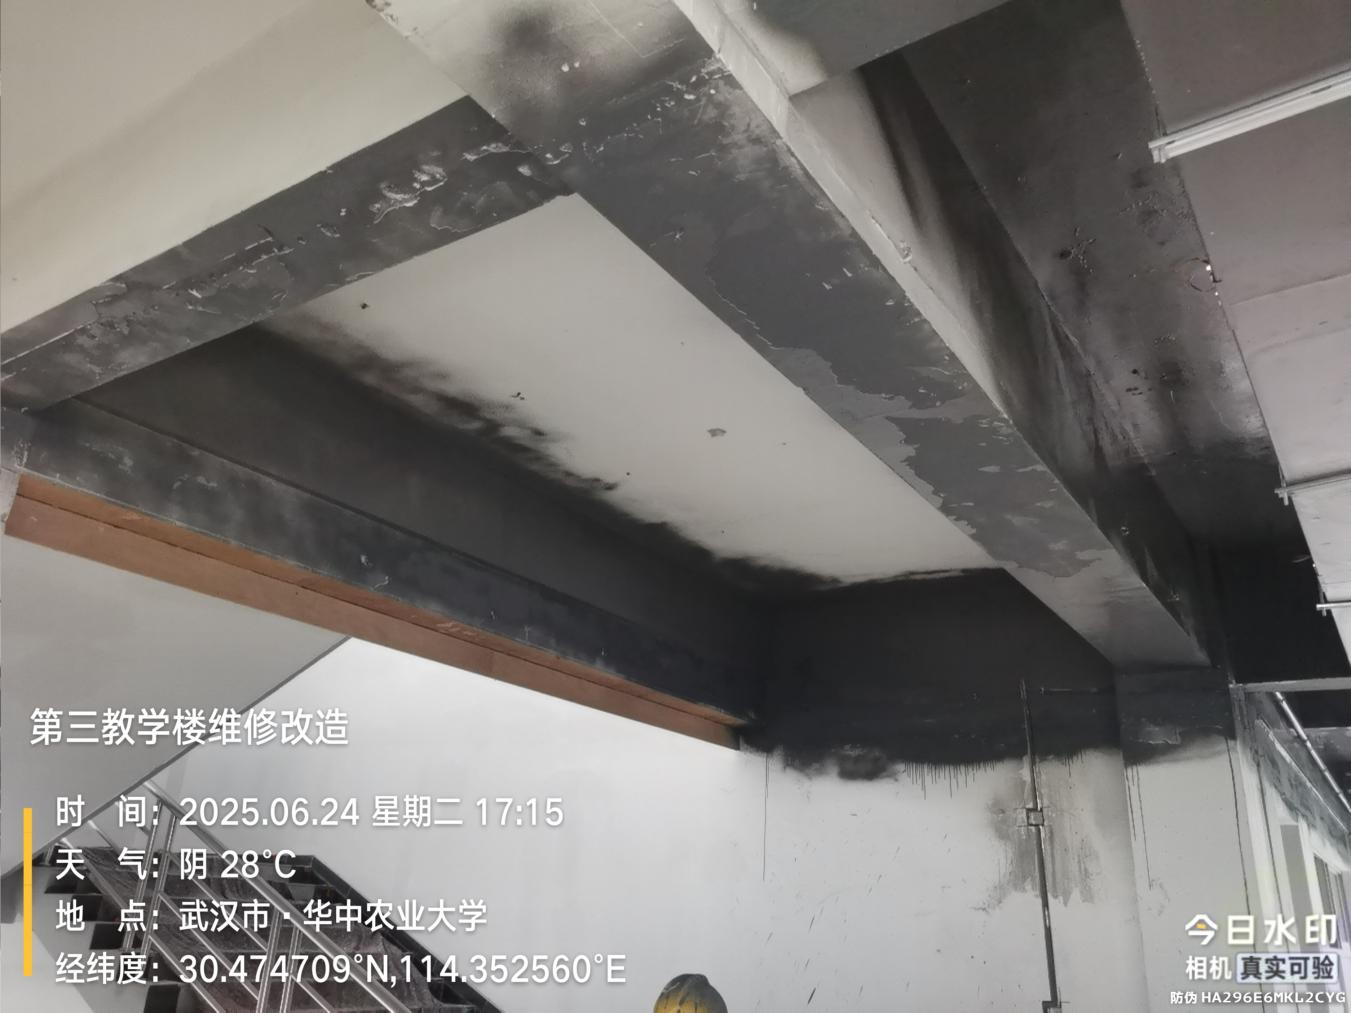 第三教学楼维修改造
时 间：2025.06.24 星期二 17:15
天 气：阴 28°C
地 点：武汉市·华中农业大学
经纬度：30.474709°N,114.352560°E
今日水印
相机 真实可验
防伪 HA296E6MKL2CYG